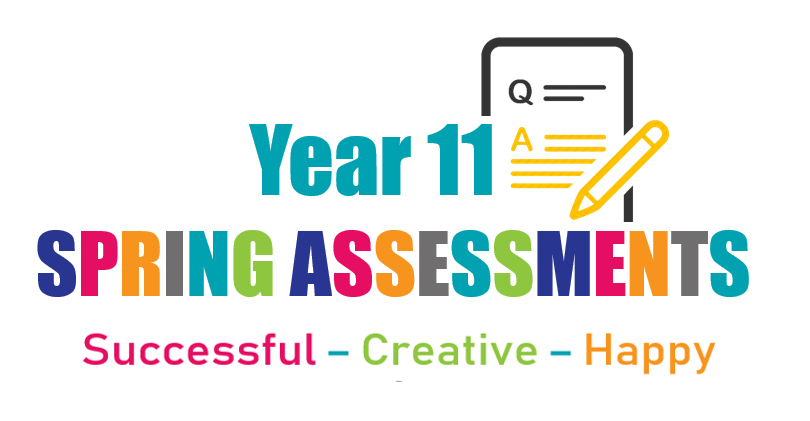 Q
A
Year 11
SPRING ASSESSMENTS
Successful – Creative – Happy